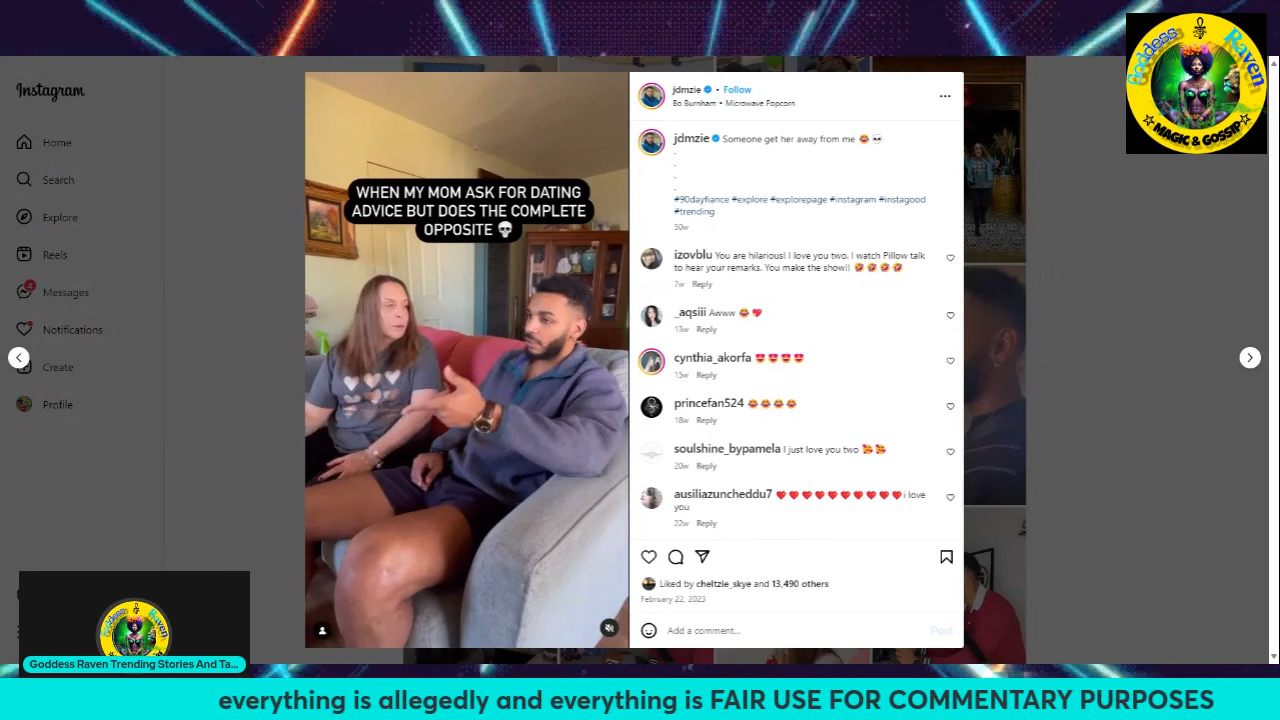 Goddess Raven
MAGIC & GOSSIP
Instagram
Home
Search
Explore
Reels
4
Messages
Notifications
Create
Profile
WHEN MY MOM ASK FOR DATING
ADVICE BUT DOES THE COMPLETE
OPPOSITE 💀
jdmzie • Follow
Bo Burnham • Microwave Popcorn
jdmzie Someone get her away from me 😂 💀
.
.
.
.
#90dayfiance #explore #explorepage #instagram #instagood
#trending
50w
izovblu You are hilarious! I love you two. I watch Pillow talk
to hear your remarks. You make the show!! 🤣 🤣 🤣 🤣
7w Reply
_aqsiii Awww 😂 💖
13w Reply
cynthia_akorfa 😍 😍 😍 😍
15w Reply
princefan524 😂 😂 😂 😂
18w Reply
soulshine_bypamela I just love you two 🥰 🥰
20w Reply
ausiliazuncheddu7 ❤️ ❤️ ❤️ ❤️ ❤️ ❤️ ❤️ ❤️ ❤️ ❤️ i love
you
22w Reply
Liked by cheltzie_skye and 13,490 others
February 22, 2023
Add a comment...
Post
Goddess Raven Trending Stories And Ta...
everything is allegedly and everything is FAIR USE FOR COMMENTARY PURPOSES